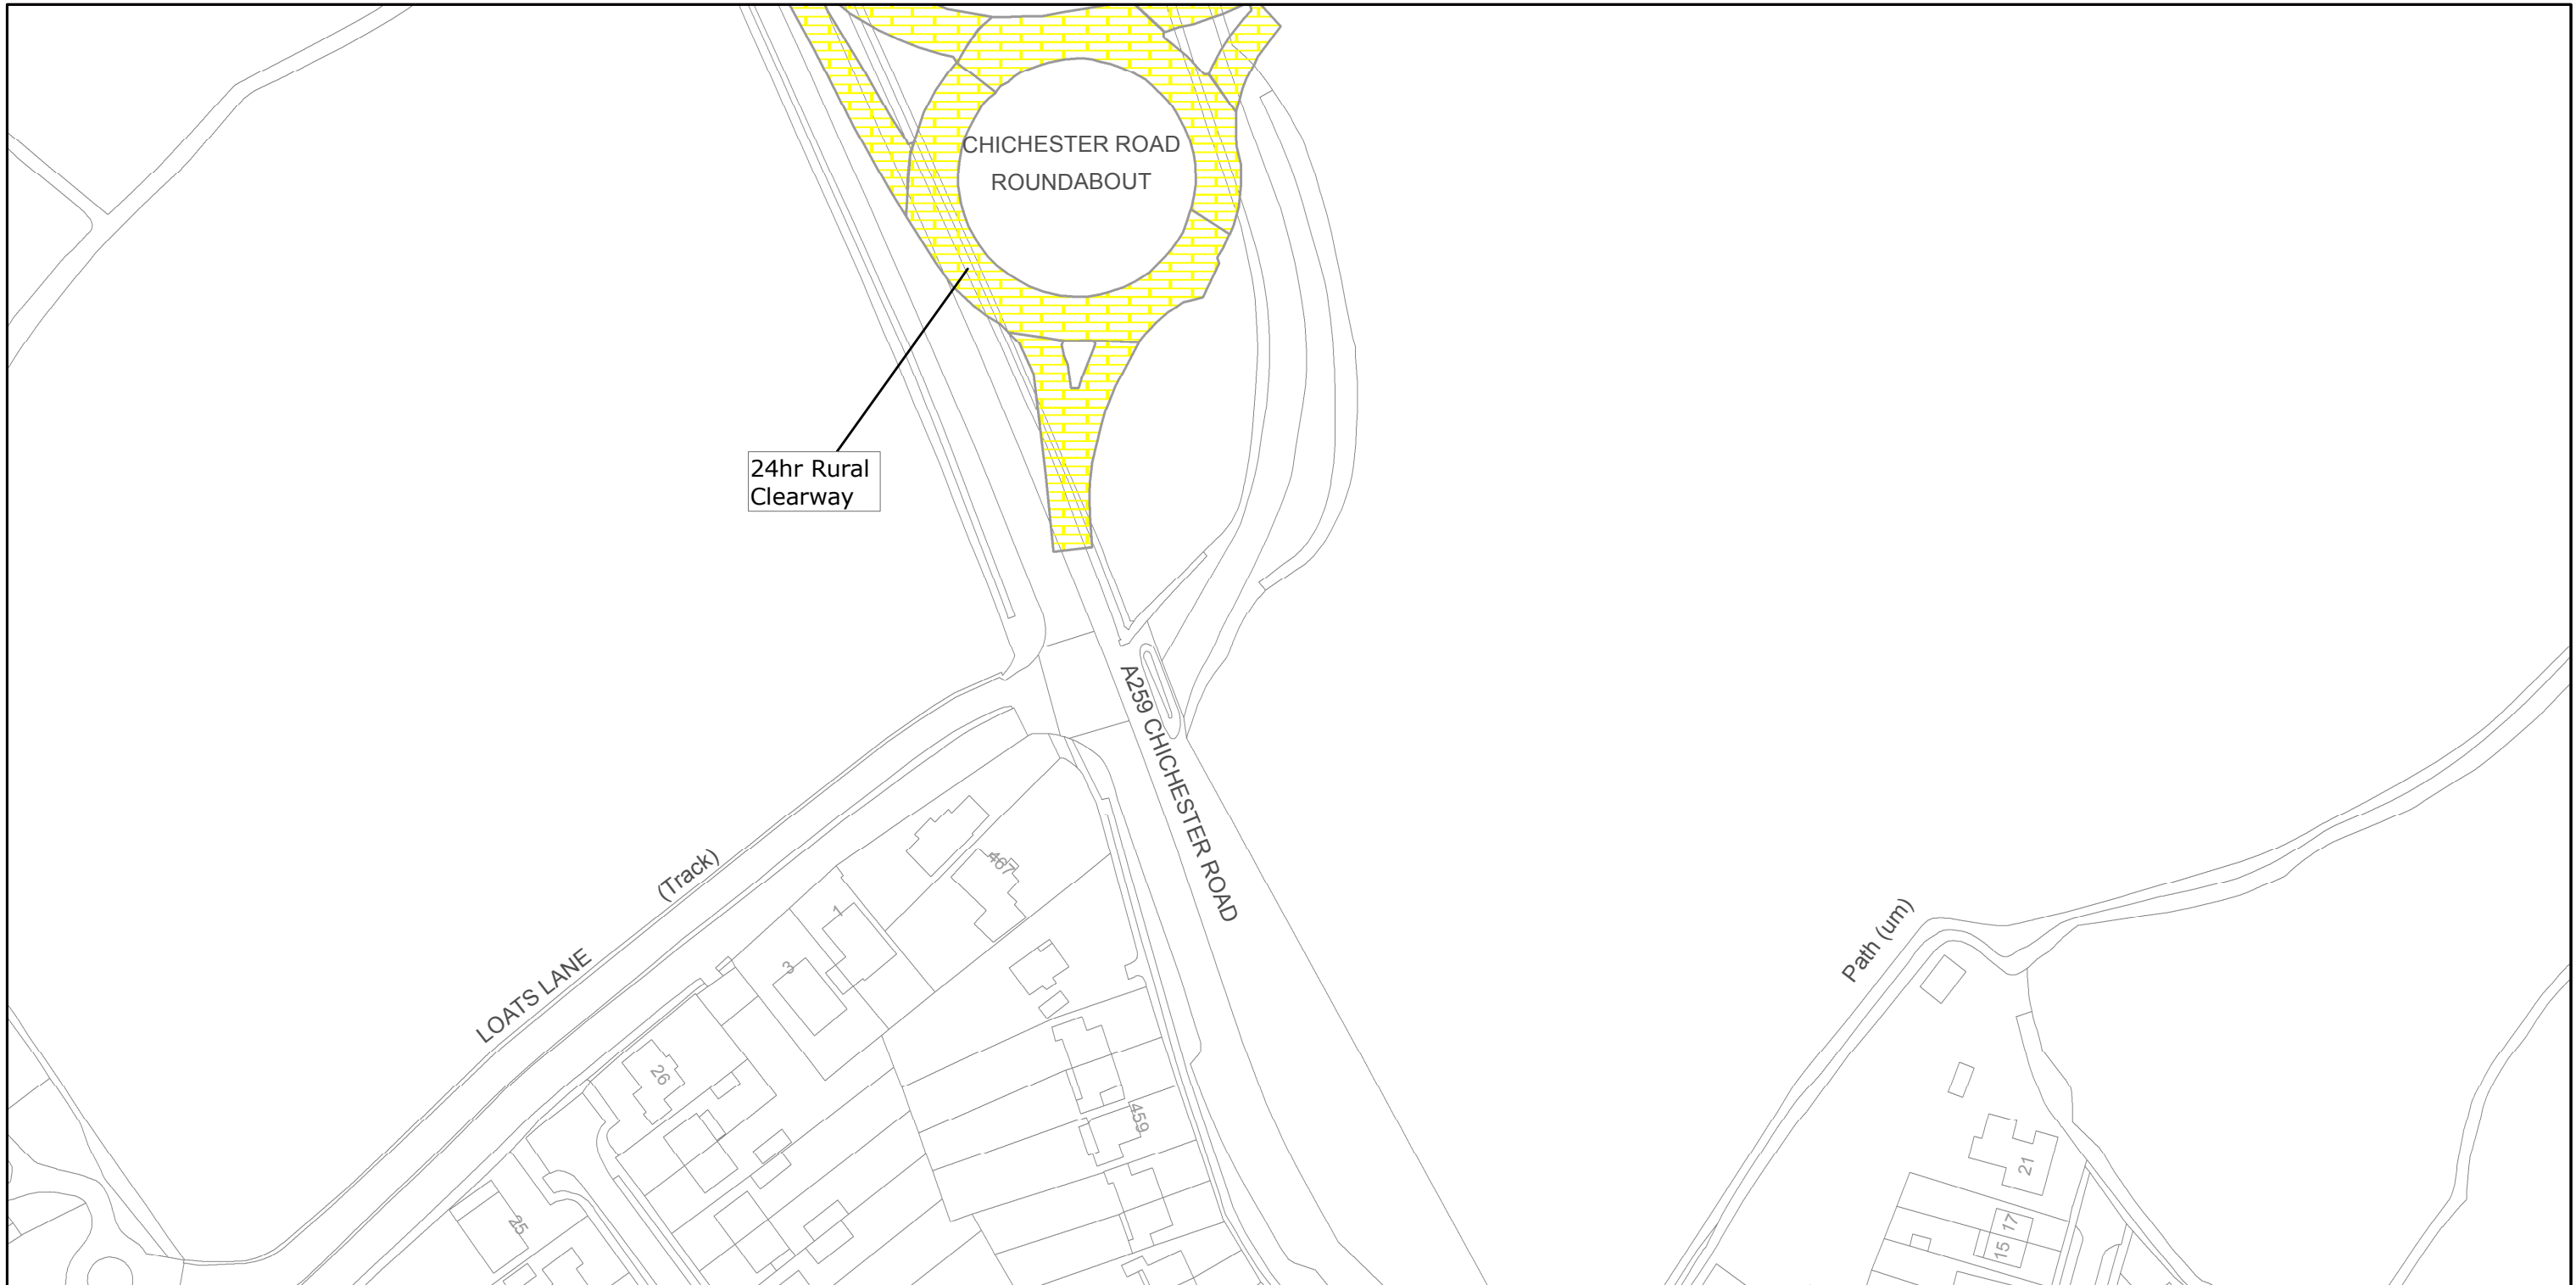 CHICHESTER ROAD
ROUNDABOUT
24hr Rural
Clearway
A259 CHICHESTER ROAD
(Track)
LOATS LANE
467
1
3
26
25
459
Path (um)
21
17
15